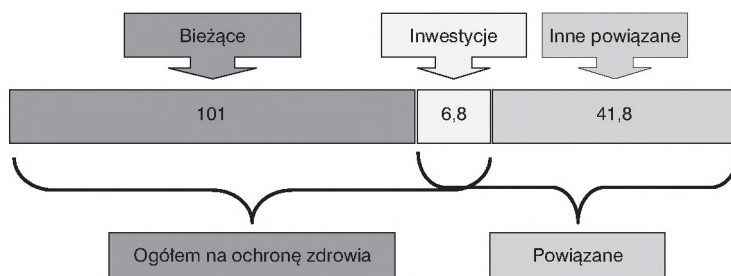 Bieżące
Inwestycje
Inne powiązane
101
6,8
41,8
Ogółem na ochronę zdrowia
Powiązane